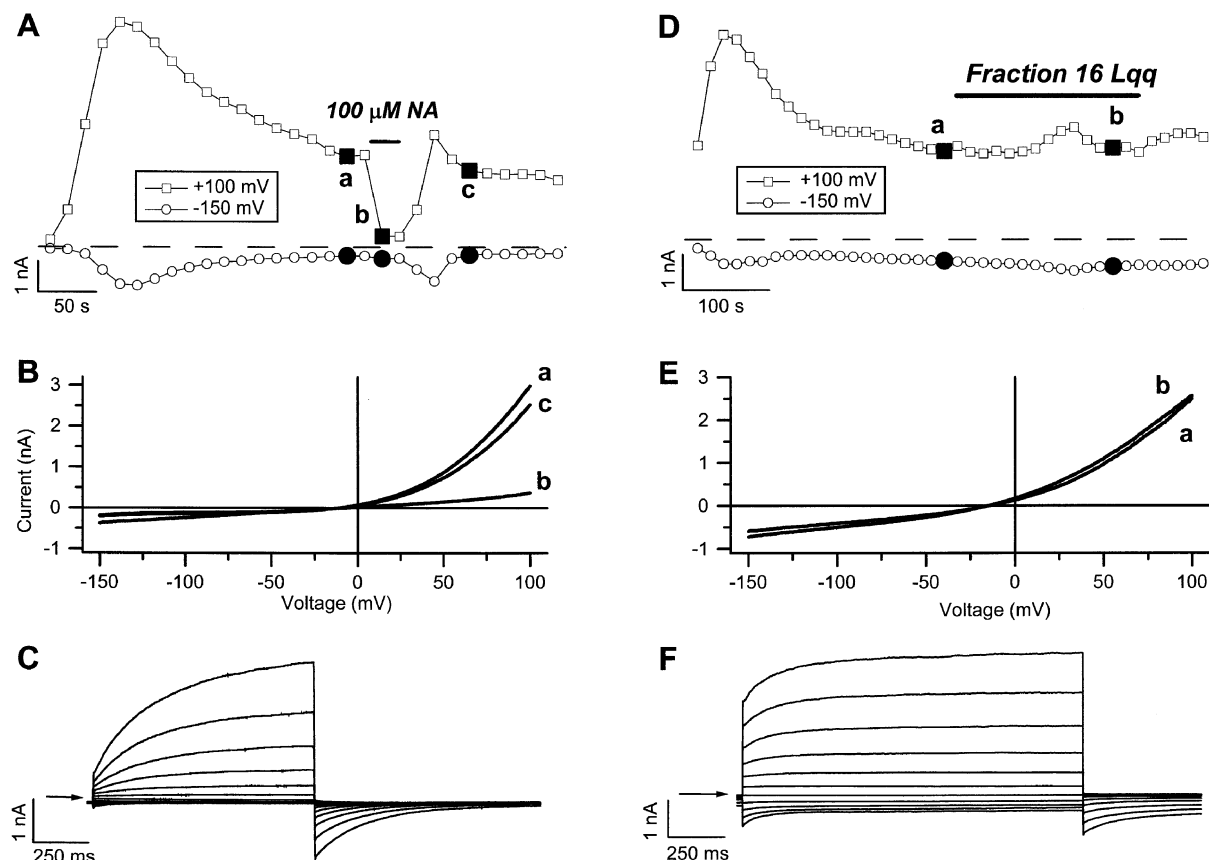 A
100 μM NA
a
b
c
+100 mV
-150 mV
1 nA
50 s
D
Fraction 16 Lqq
a
b
+100 mV
-150 mV
1 nA
100 s
B
Current (nA)
3
2
1
0
-1
a
c
b
-150
-100
-50
0
50
100
Voltage (mV)
E
3
2
1
0
-1
b
a
-150
-100
-50
0
50
100
Voltage (mV)
C
1 nA
250 ms
F
1 nA
250 ms